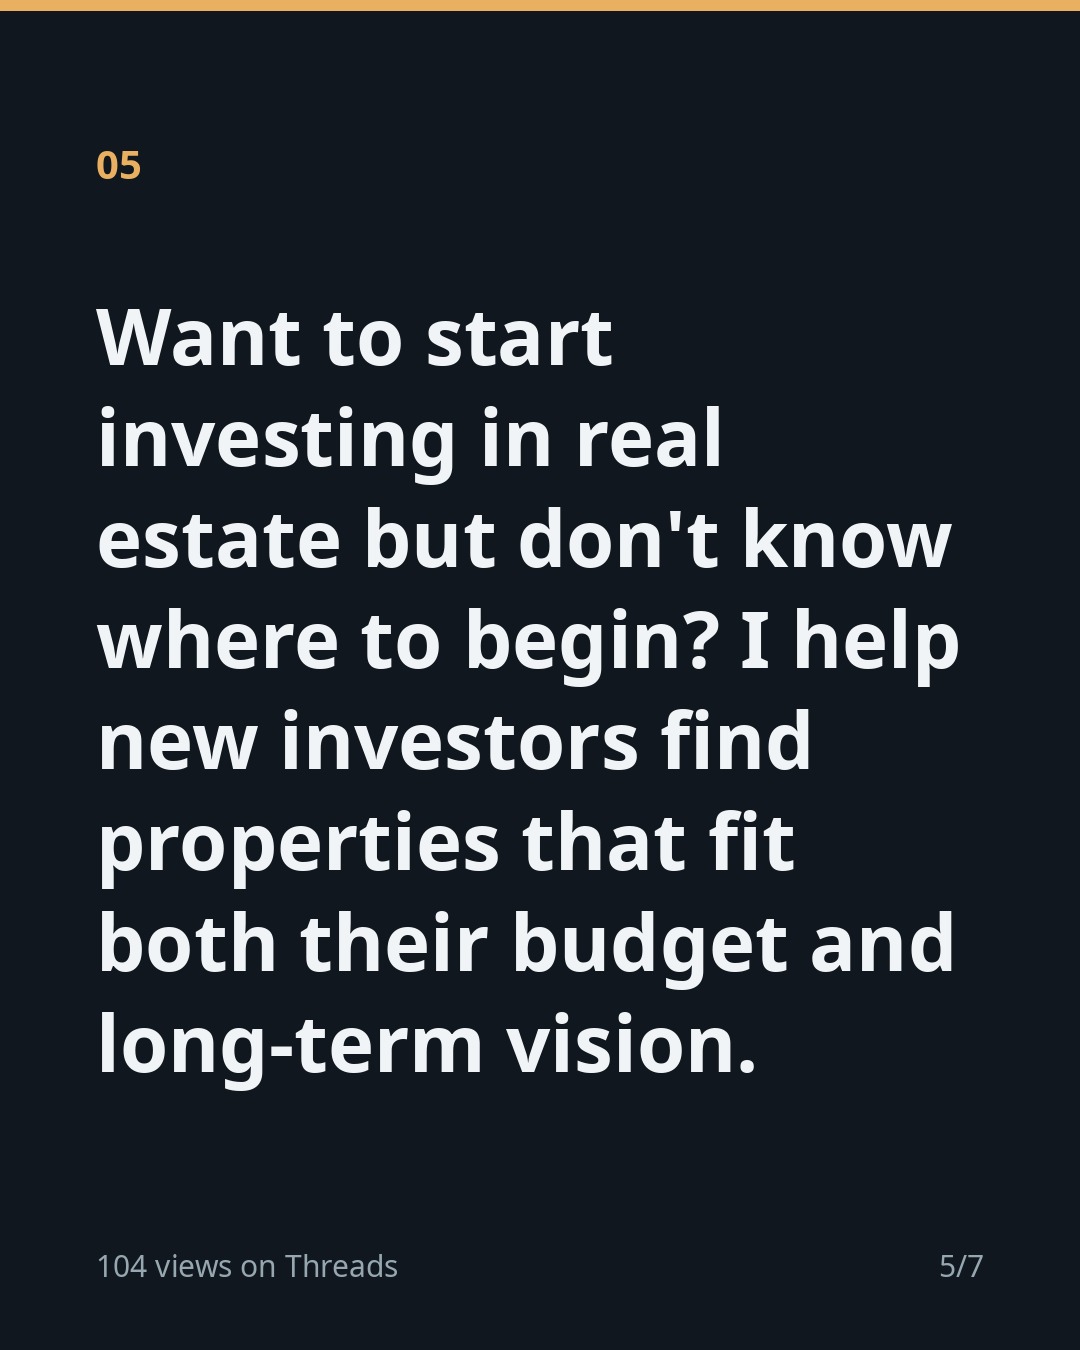 05
Want to start
investing in real
estate but don't know
where to begin? I help
new investors find
properties that fit
both their budget and
long-term vision.
104 views on Threads
5/7